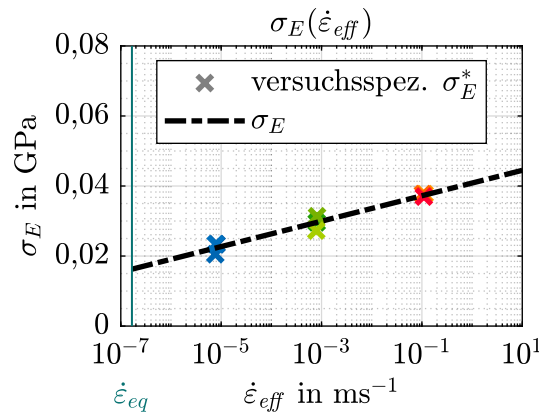 σ_E(ε̇_eff)
0,08
0,06
0,04
0,02
0
σ_E in GPa
versuchsspez. σ_E^*
σ_E
10^-7 10^-5 10^-3 10^-1 10^1
ε̇_eq ε̇_eff in ms^-1